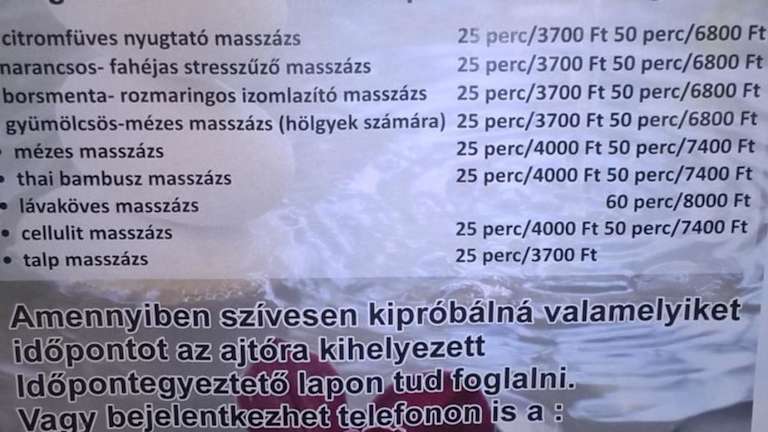 citromfüves nyugtató masszázs 25 perc/3700 Ft 50 perc/6800 Ft
narancsos- fahéjas stresszűző masszázs 25 perc/3700 Ft 50 perc/6800 Ft
borsmenta- rozmaringos izomlazító masszázs 25 perc/3700 Ft 50 perc/6800 Ft
gyümölcsös-mézes masszázs (hölgyek számára) 25 perc/3700 Ft 50 perc/6800 Ft
• mézes masszázs 25 perc/4000 Ft 50 perc/7400 Ft
• thai bambusz masszázs 25 perc/4000 Ft 50 perc/7400 Ft
• lávaköves masszázs 60 perc/8000 Ft
• cellulit masszázs 25 perc/4000 Ft 50 perc/7400 Ft
• talp masszázs 25 perc/3700 Ft
Amennyiben szívesen kipróbálná valamelyiket
időpontot az ajtóra kihelyezett
Időpontegyeztető lapon tud foglalni.
Vagy bejelentkezhet telefonon is a :